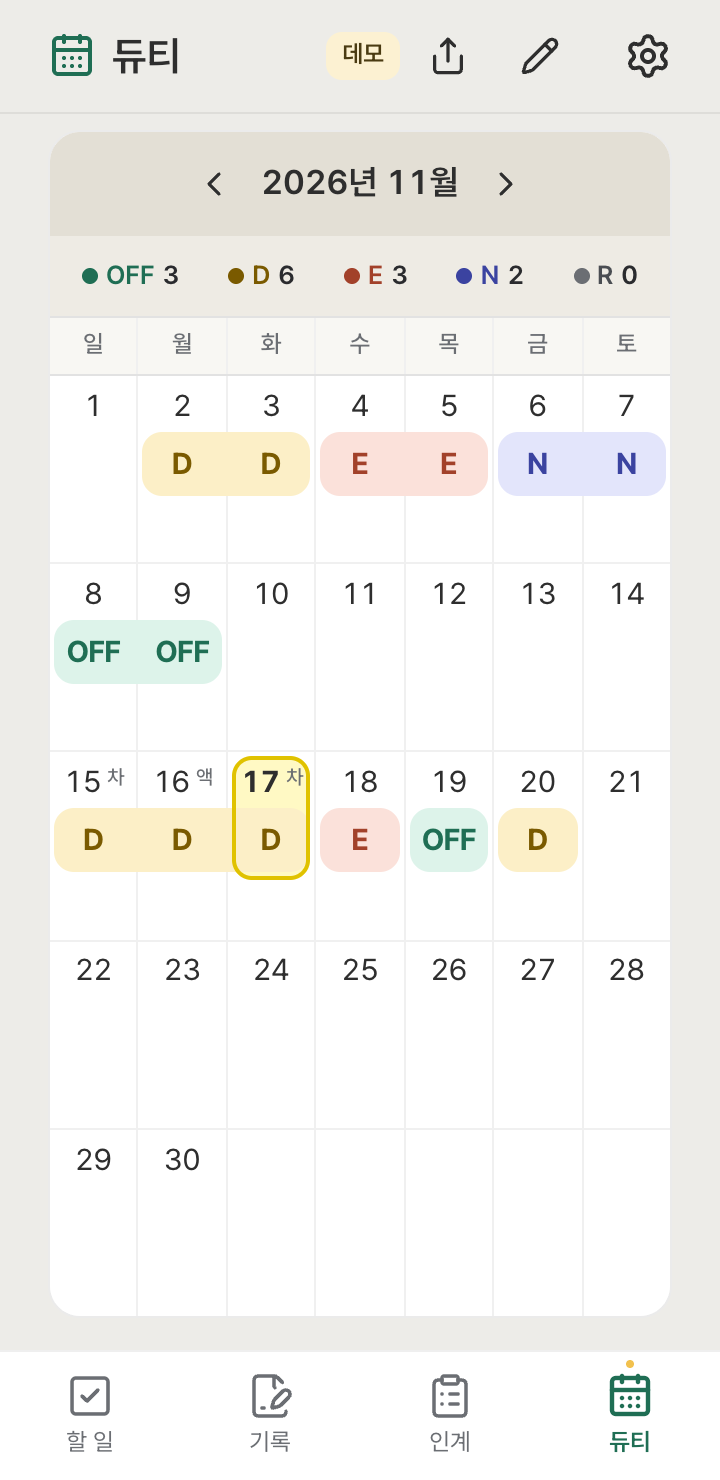 듀티 데모
2026년 11월
OFF 3 D 6 E 3 N 2 R 0
일 월 화 수 목 금 토
1 2 3 4 5 6 7
D D E E N N
8 9 10 11 12 13 14
OFF OFF
15 차 16 액 17 차 18 19 20 21
D D D E OFF D
22 23 24 25 26 27 28
29 30
할 일 기록 인계 듀티